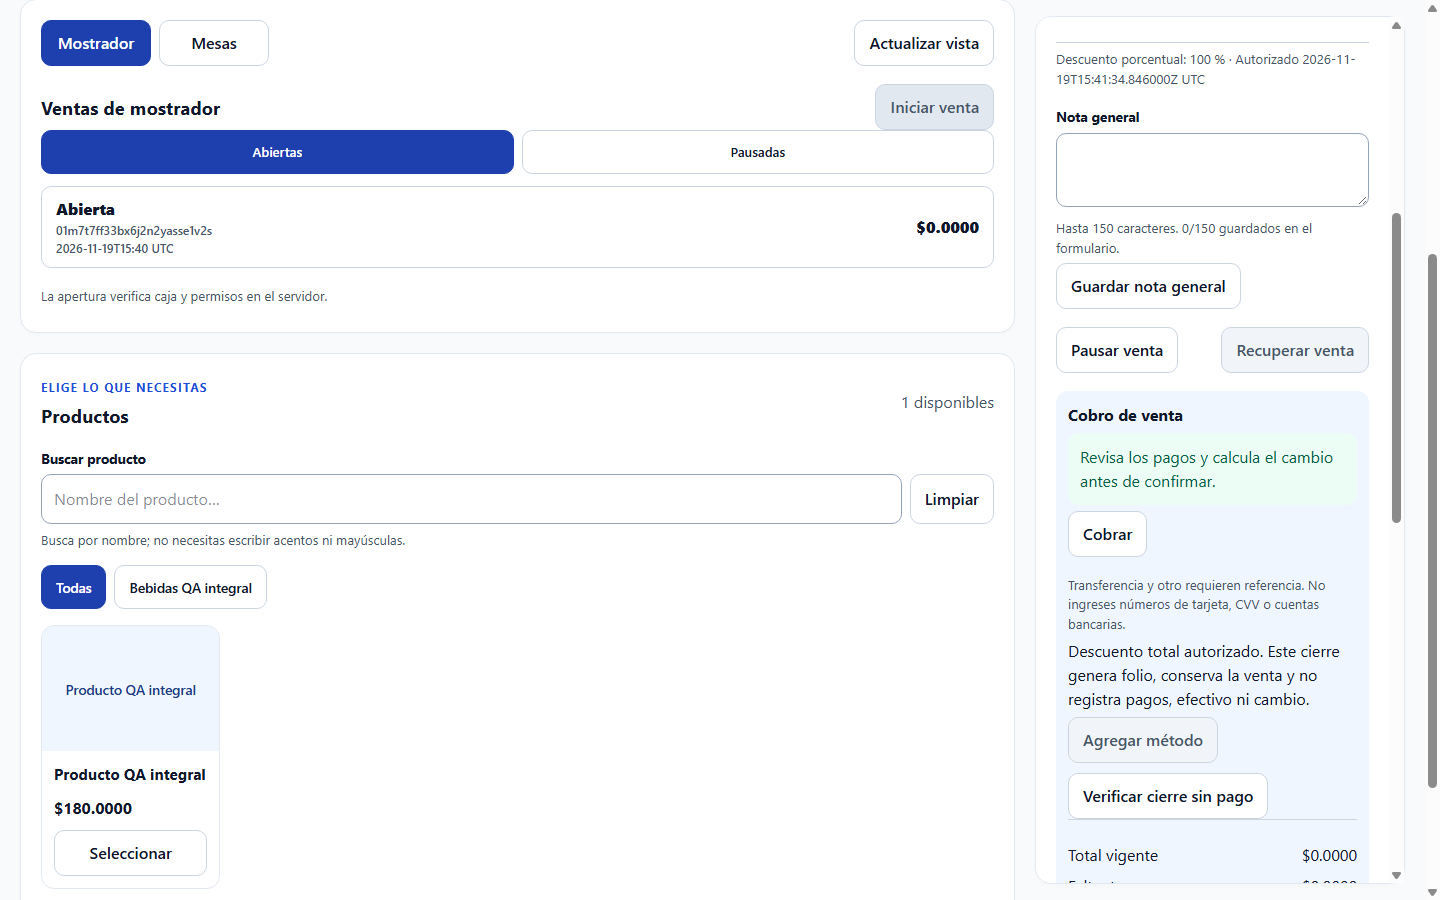 Mostrador
Mesas
Actualizar vista
Ventas de mostrador
Iniciar venta
Abiertas
Pausadas
Abierta
01m7t7ff33bx6j2n2yasse1v2s
2026-11-19T15:40 UTC
$0.0000
La apertura verifica caja y permisos en el servidor.
ELIGE LO QUE NECESITAS
Productos
1 disponibles
Buscar producto
Nombre del producto...
Limpiar
Busca por nombre; no necesitas escribir acentos ni mayúsculas.
Todas
Bebidas QA integral
Producto QA integral
Producto QA integral
$180.0000
Seleccionar
Descuento porcentual: 100 % · Autorizado 2026-11-
19T15:41:34.846000Z UTC
Nota general
Hasta 150 caracteres. 0/150 guardados en el
formulario.
Guardar nota general
Pausar venta
Recuperar venta
Cobro de venta
Revisa los pagos y calcula el cambio
antes de confirmar.
Cobrar
Transferencia y otro requieren referencia. No
ingreses números de tarjeta, CVV o cuentas
bancarias.
Descuento total autorizado. Este cierre
genera folio, conserva la venta y no
registra pagos, efectivo ni cambio.
Agregar método
Verificar cierre sin pago
Total vigente
$0.0000